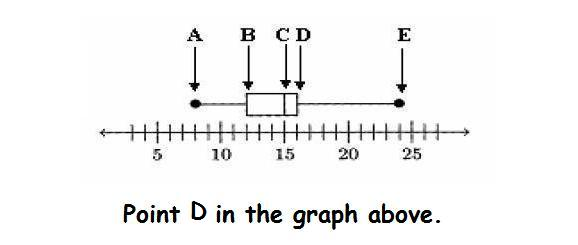 A B C D E
5 10 15 20 25
Point D in the graph above.